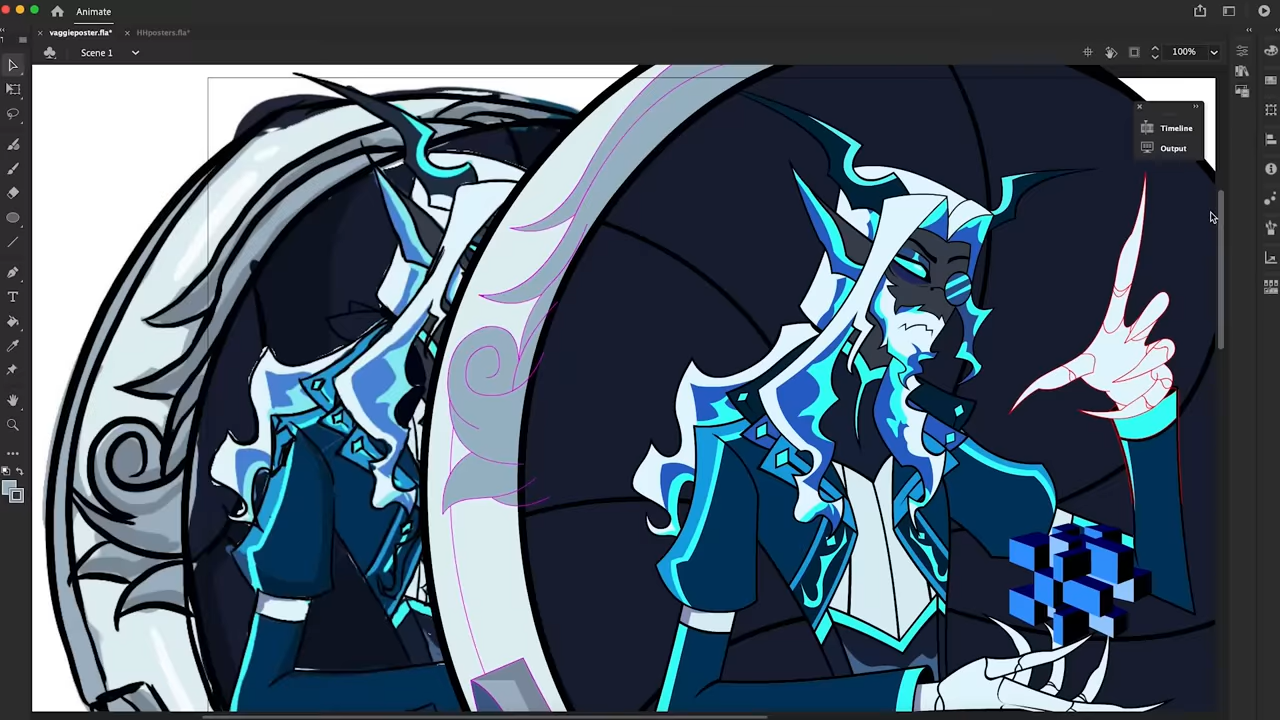 Animate
vaggieposter.fla*
HHposters.fla*
Scene 1
100%
Timeline
Output